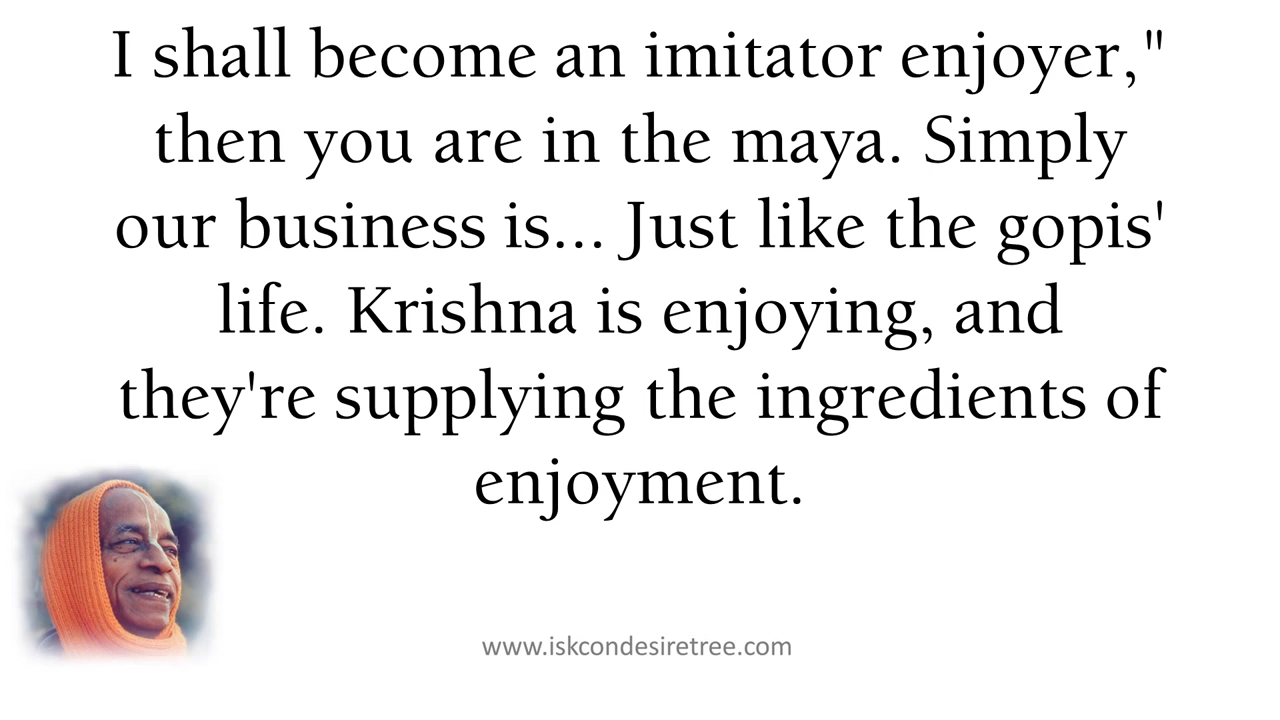 I shall become an imitator enjoyer,"
then you are in the maya. Simply
our business is... Just like the gopis'
life. Krishna is enjoying, and
they're supplying the ingredients of
enjoyment.
www.iskcondesiretree.com